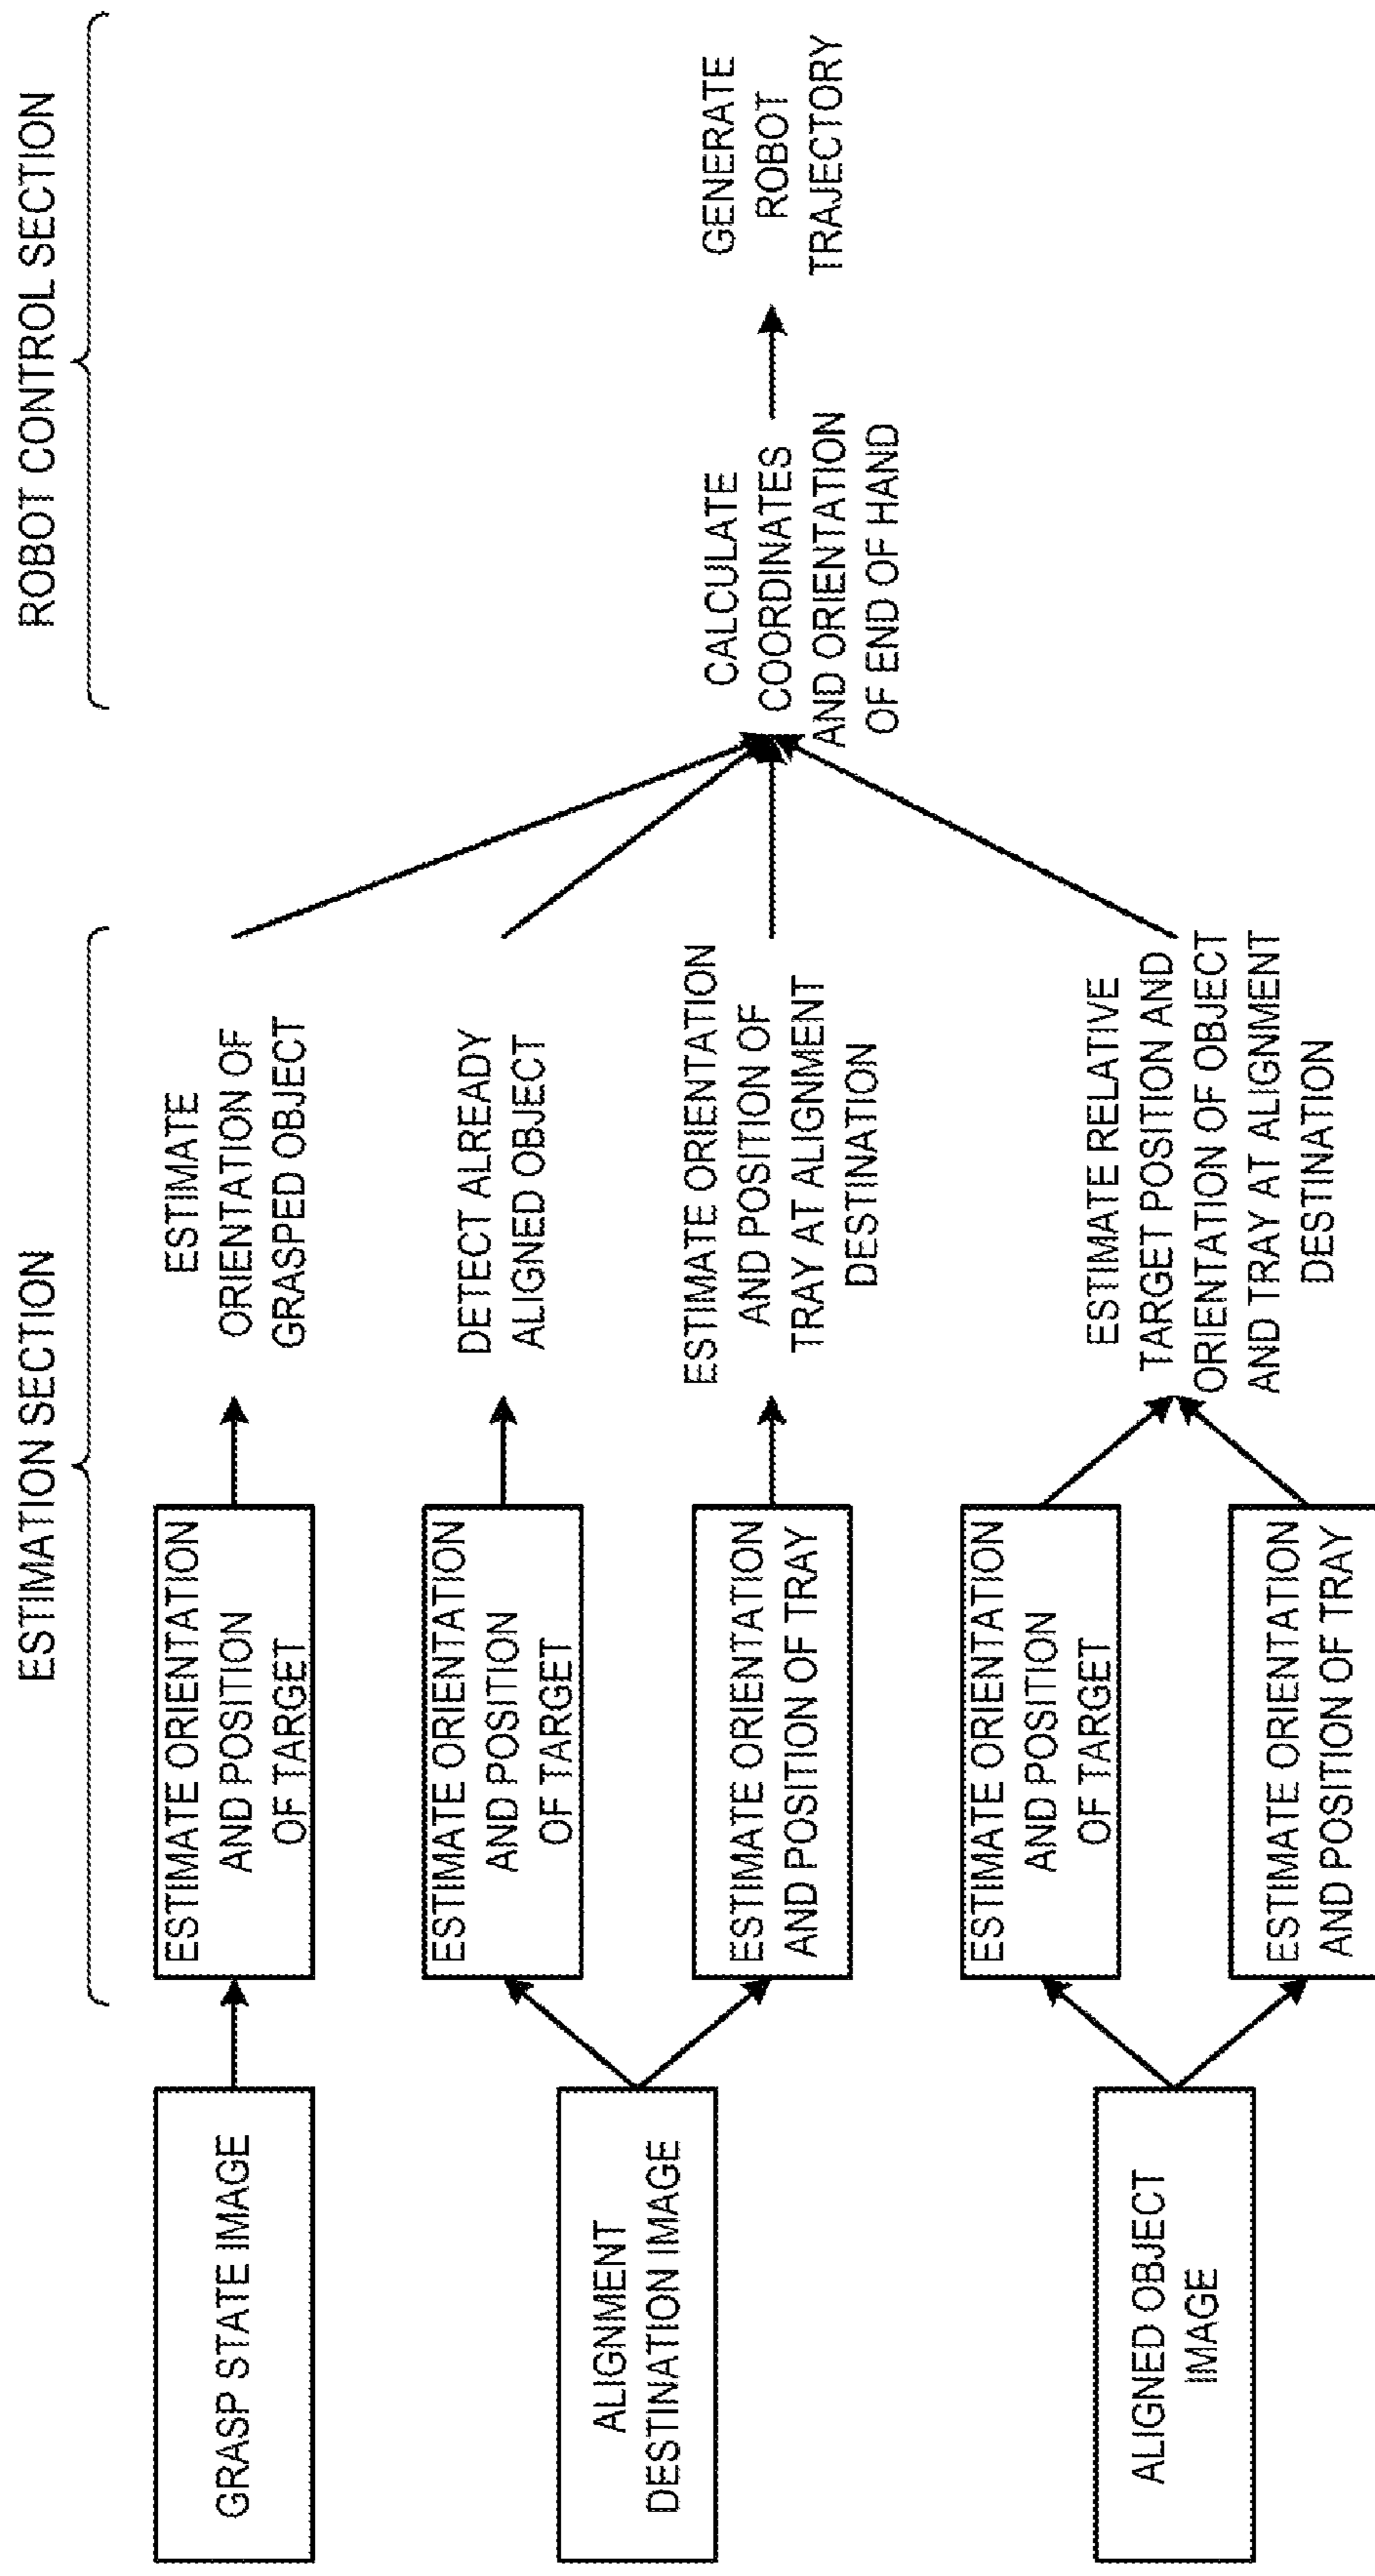 ESTIMATION SECTION
ROBOT CONTROL SECTION
GRASP STATE IMAGE
ESTIMATE ORIENTATION
AND POSITION
OF TARGET
ESTIMATE
ORIENTATION OF
GRASPED OBJECT
ALIGNMENT
DESTINATION IMAGE
ESTIMATE ORIENTATION
AND POSITION
OF TARGET
DETECT ALREADY
ALIGNED OBJECT
ESTIMATE ORIENTATION
AND POSITION OF TRAY
ESTIMATE ORIENTATION
AND POSITION OF
TRAY AT ALIGNMENT
DESTINATION
CALCULATE
COORDINATES
AND ORIENTATION
OF END OF HAND
GENERATE
ROBOT
TRAJECTORY
ALIGNED OBJECT
IMAGE
ESTIMATE ORIENTATION
AND POSITION
OF TARGET
ESTIMATE ORIENTATION
AND POSITION OF TRAY
ESTIMATE RELATIVE
TARGET POSITION AND
ORIENTATION OF OBJECT
AND TRAY AT ALIGNMENT
DESTINATION